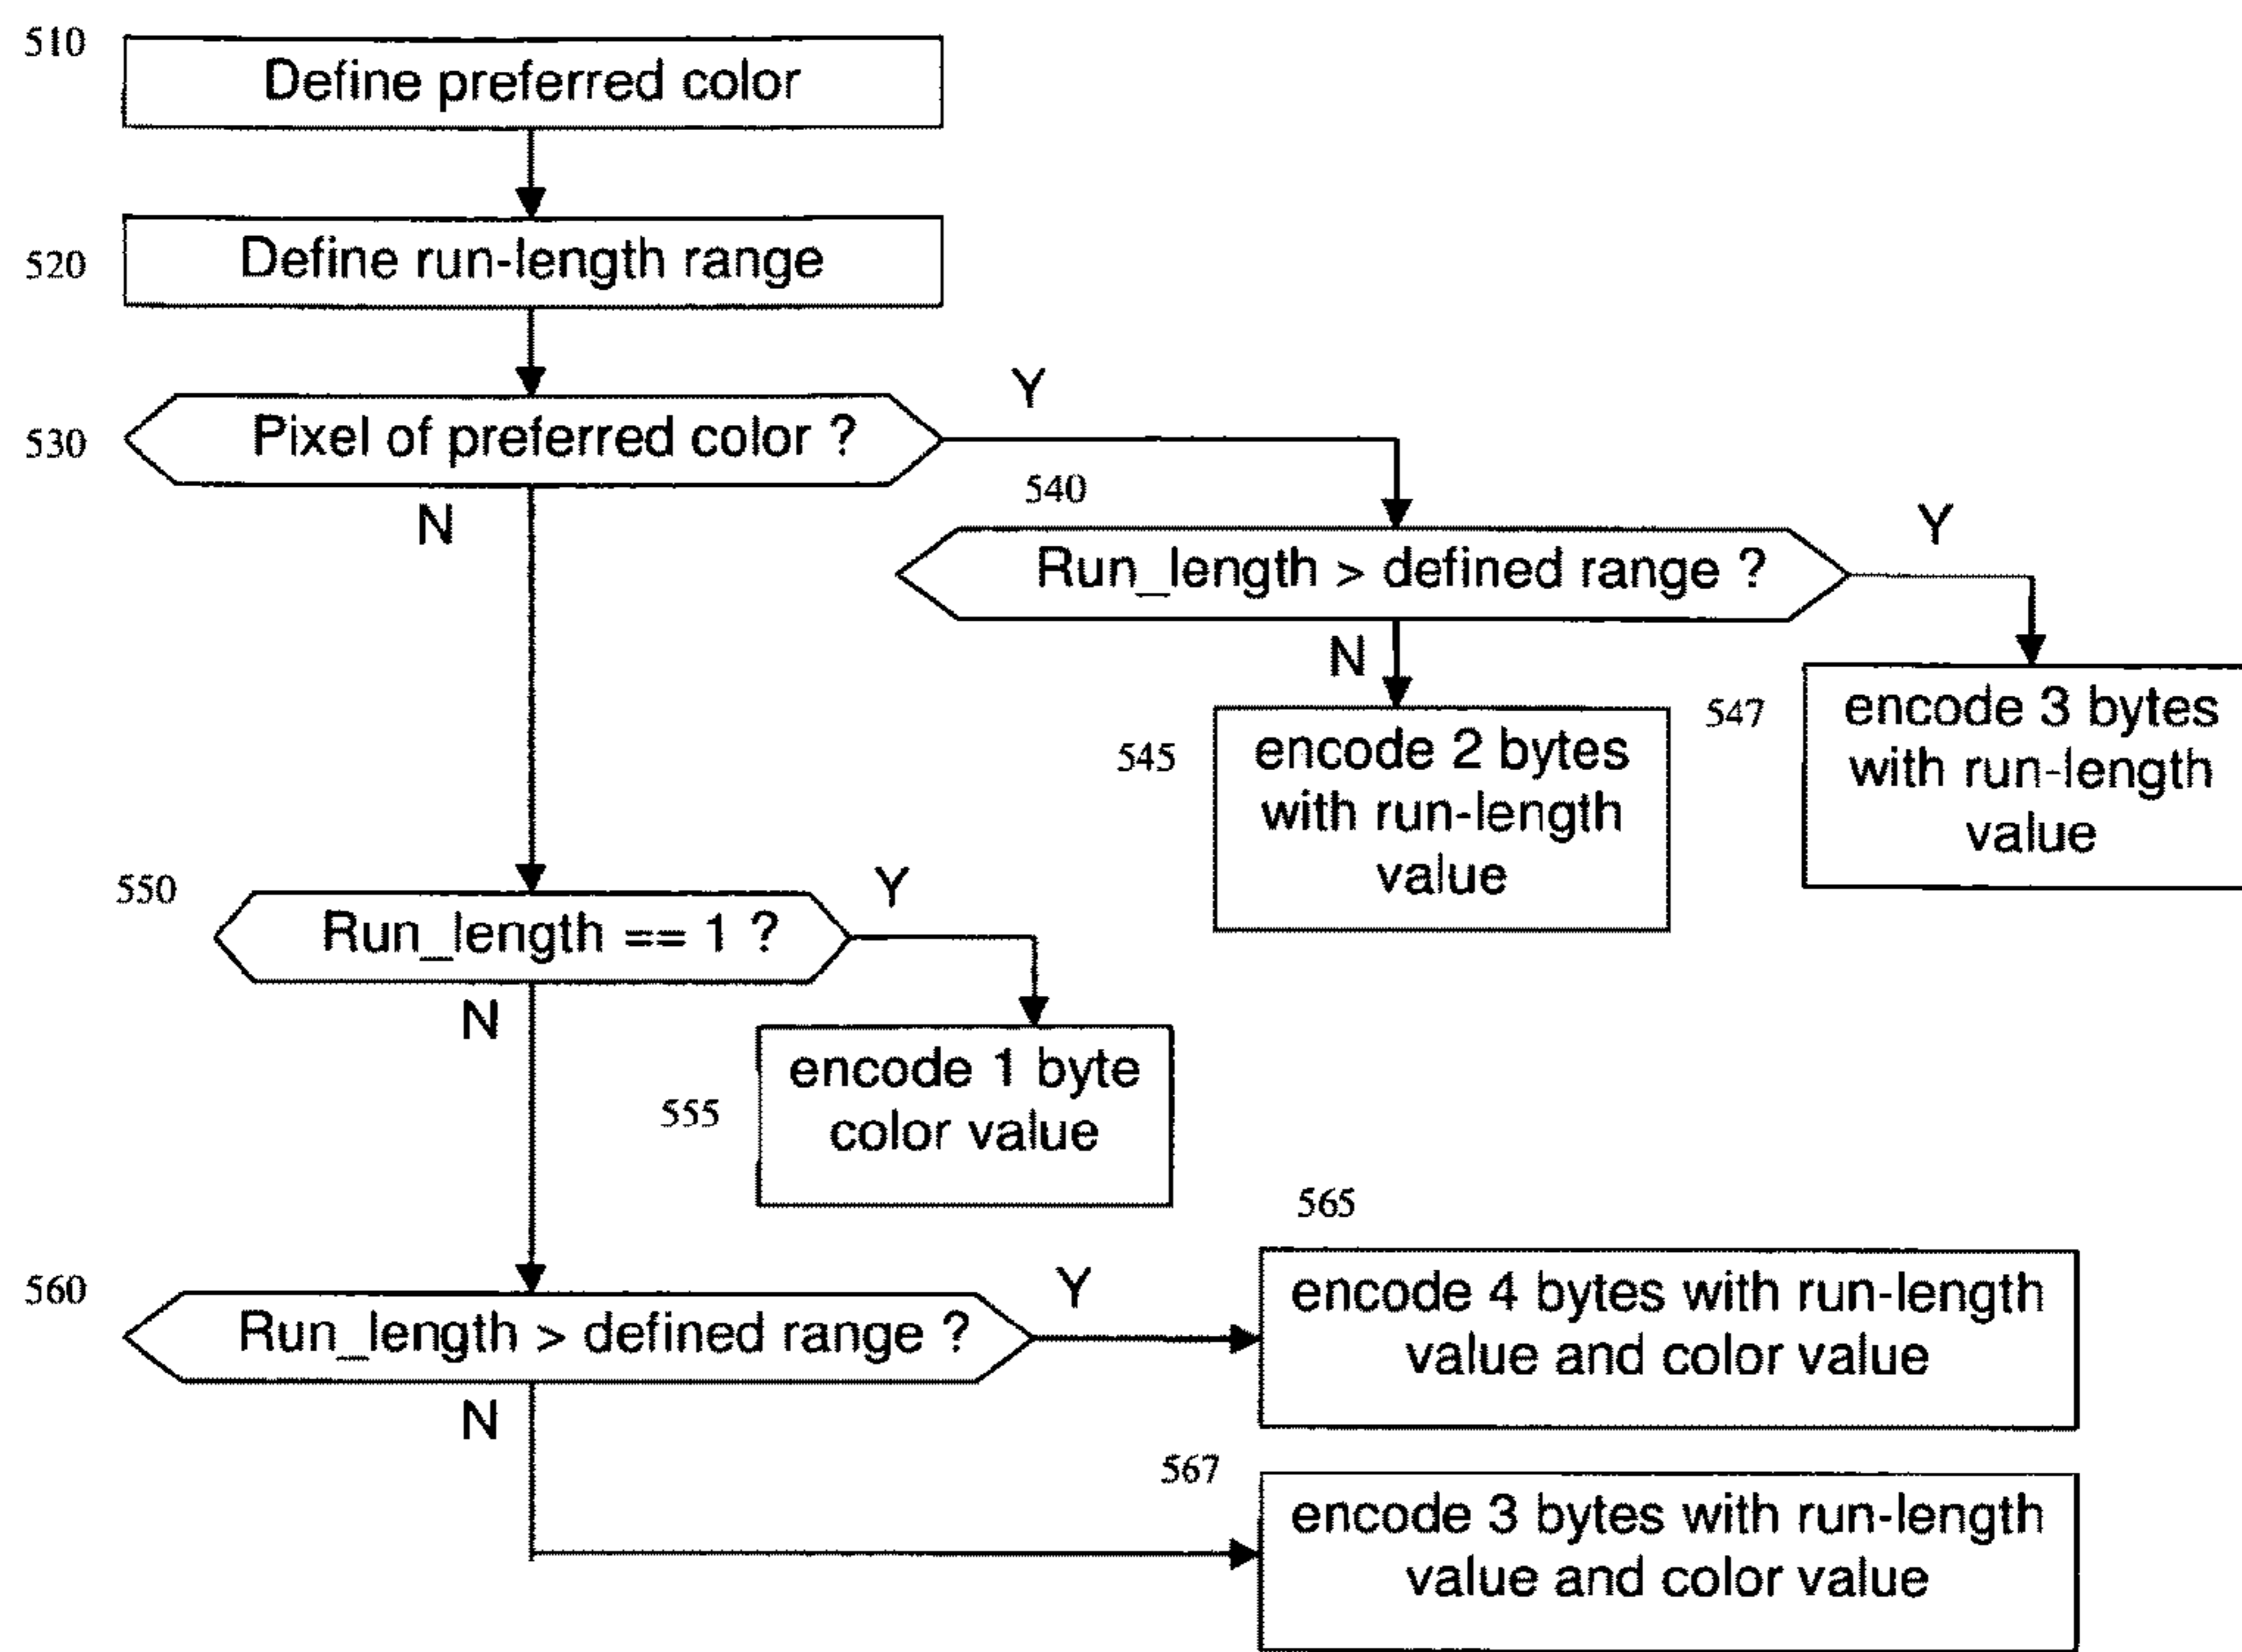 510
Define preferred color
520
Define run-length range
530
Pixel of preferred color ?
Y
N
540
Run_length > defined range ?
Y
N
545
encode 2 bytes
with run-length
value
547
encode 3 bytes
with run-length
value
550
Run_length == 1 ?
Y
N
555
encode 1 byte
color value
560
Run_length > defined range ?
Y
N
565
encode 4 bytes with run-length
value and color value
567
encode 3 bytes with run-length
value and color value